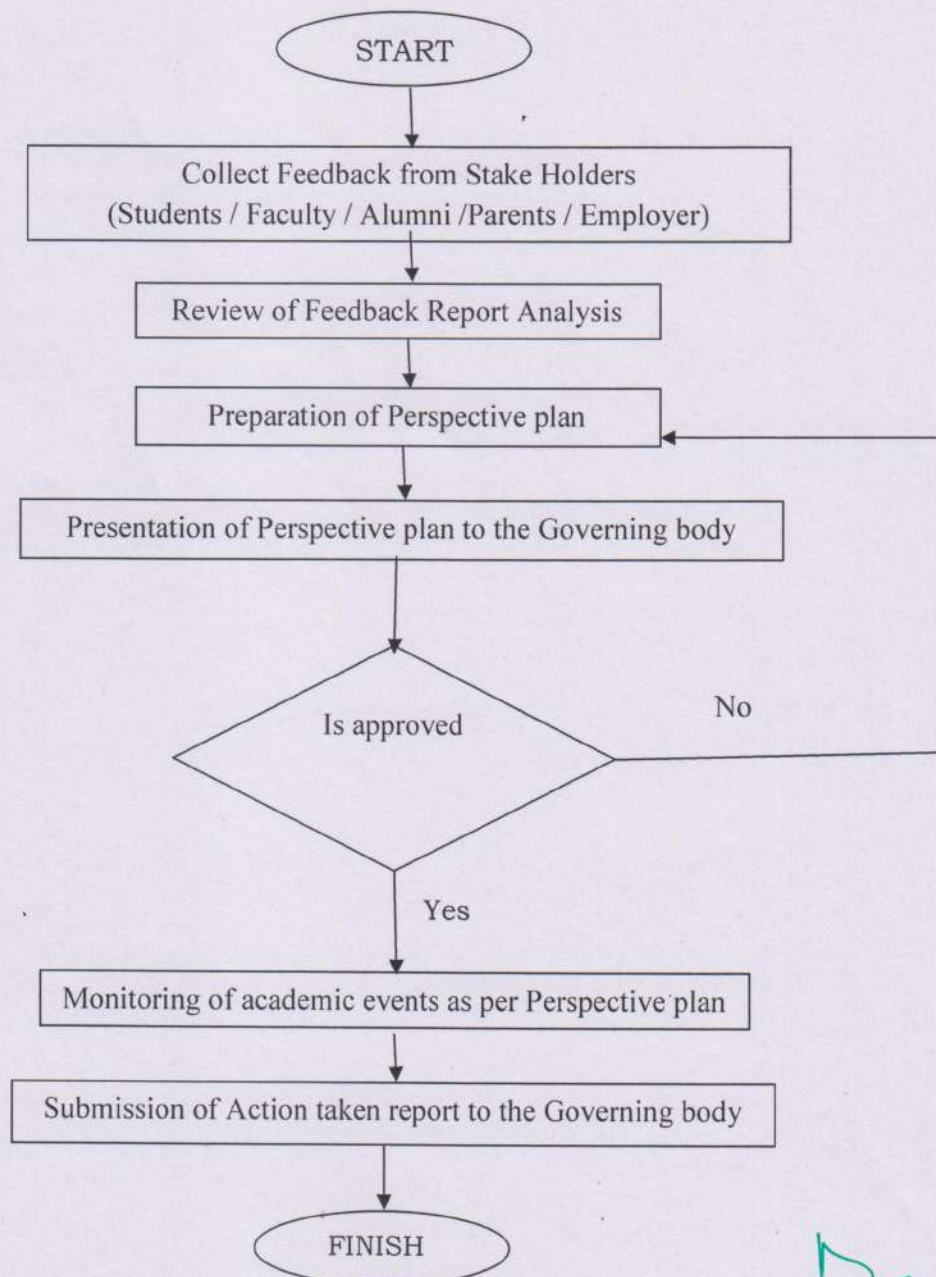 START
Collect Feedback from Stake Holders
(Students / Faculty / Alumni /Parents / Employer)
Review of Feedback Report Analysis
Preparation of Perspective plan
Presentation of Perspective plan to the Governing body
Is approved
No
Yes
Monitoring of academic events as per Perspective plan
Submission of Action taken report to the Governing body
FINISH